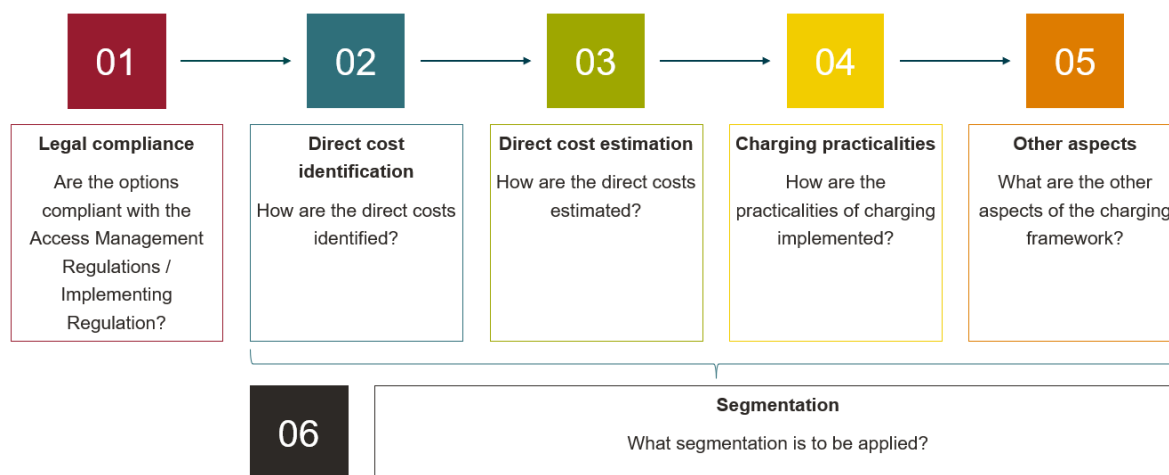 01
02
03
04
05
Legal compliance
Are the options
compliant with the
Access Management
Regulations /
Implementing
Regulation?
Direct cost
identification
How are the direct costs
identified?
Direct cost estimation
How are the direct costs
estimated?
Charging practicalities
How are the
practicalities of charging
implemented?
Other aspects
What are the other
aspects of the charging
framework?
06
Segmentation
What segmentation is to be applied?